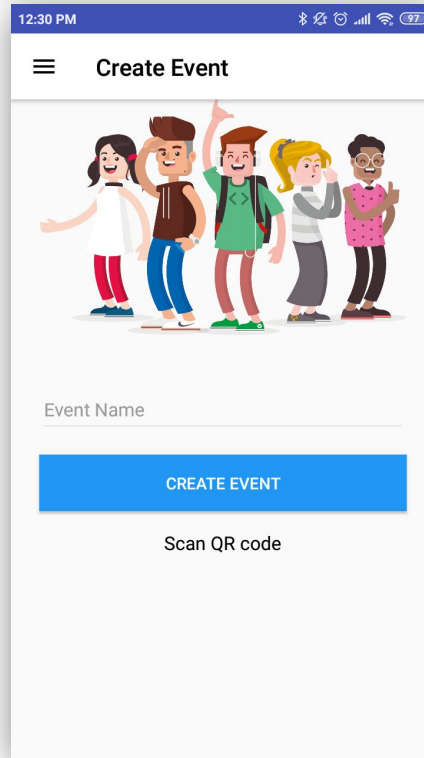 12:30 PM
97
Create Event
Event Name
CREATE EVENT
Scan QR code